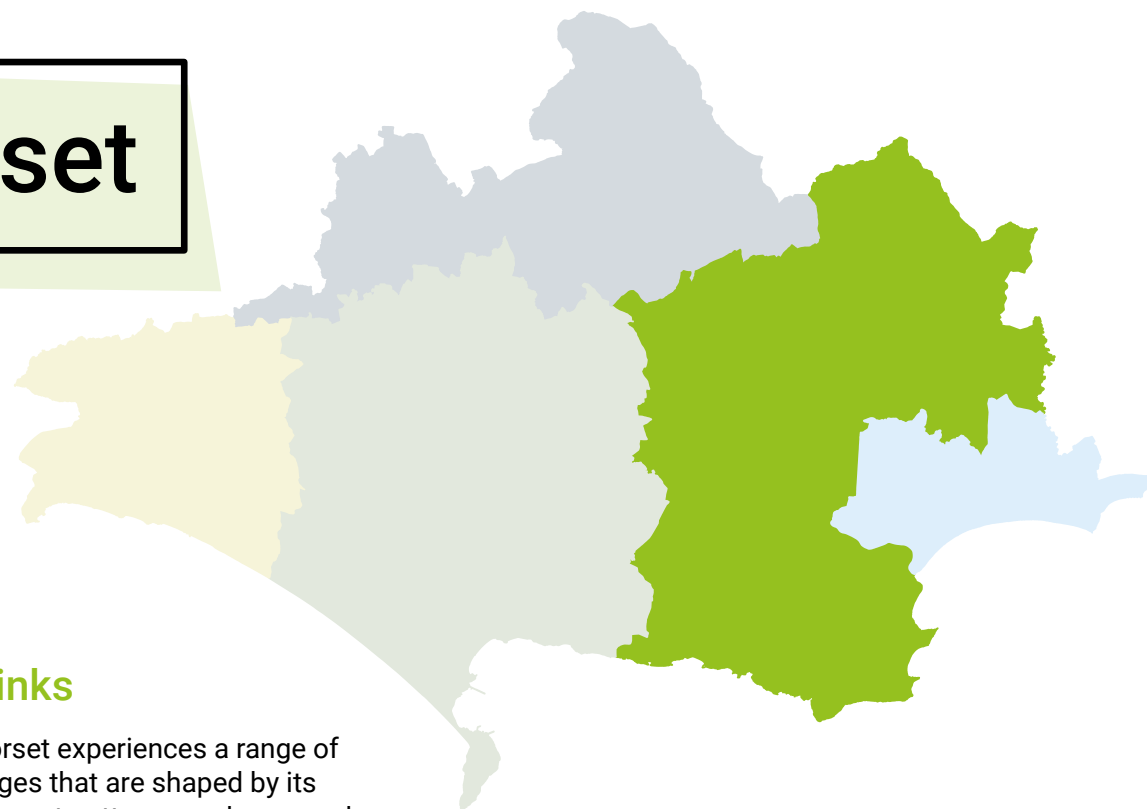 set
inks
orset experiences a range of
ges that are shaped by its